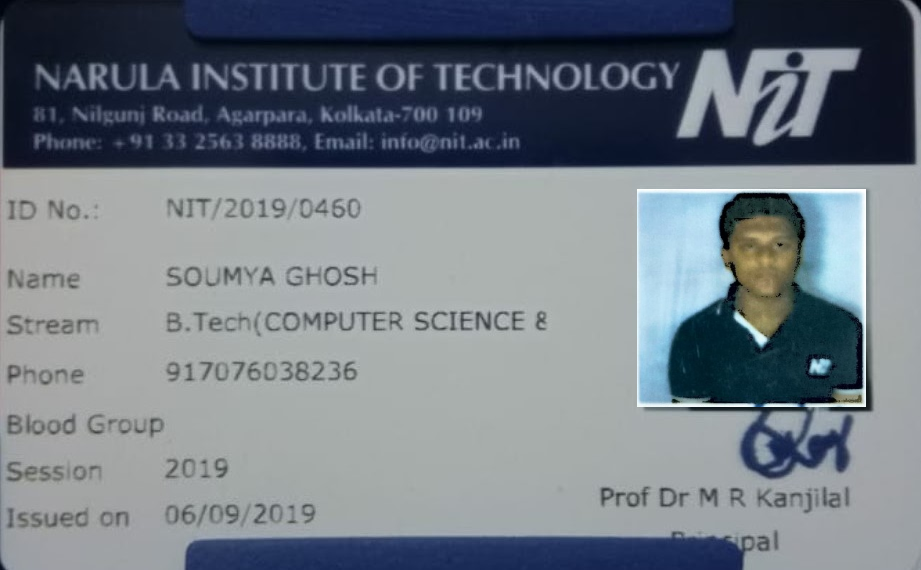 NARULA INSTITUTE OF TECHNOLOGY
NiT
81, Nilgunj Road, Agarpara, Kolkata-700 109
Phone: +91 33 2563 8888, Email: info@nit.ac.in
ID No.: NIT/2019/0460
Name SOUMYA GHOSH
Stream B.Tech(COMPUTER SCIENCE &
Phone 917076038236
Blood Group
Session 2019
Issued on 06/09/2019
Prof Dr M R Kanjilal
Principal